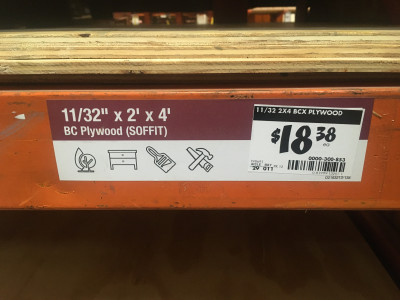 11/32" x 2' x 4'
BC Plywood (SOFFIT)
11/32 2X4 BCX PLYWOOD
$18.38
0000-300-853